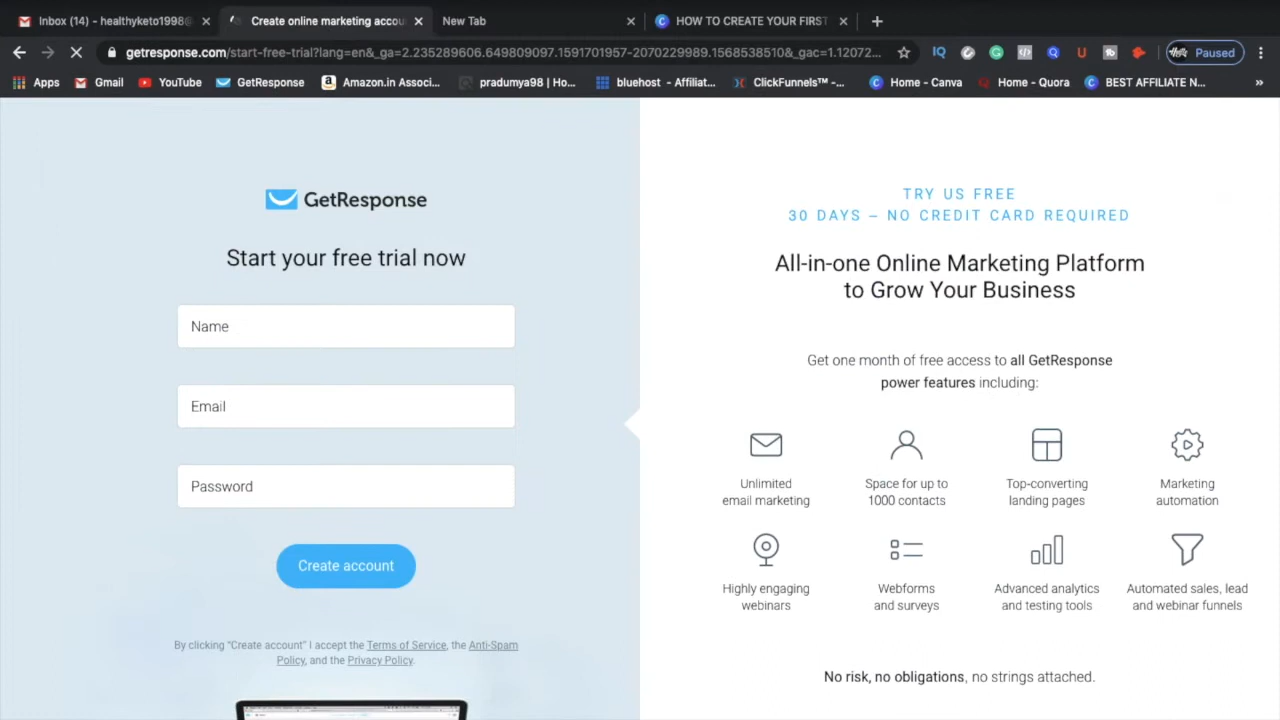 Inbox (14) - healthyketo1998@
Create online marketing accou
New Tab
HOW TO CREATE YOUR FIRST
getresponse.com/start-free-trial?lang=en&_ga=2.235289606.649809097.1591701957-2070229989.1568538510&_gac=1.12072...
Paused
Apps
Gmail
YouTube
GetResponse
Amazon.in Associ...
pradumya98 | Ho...
bluehost - Affiliat...
ClickFunnels™ -...
Home - Canva
Home - Quora
BEST AFFILIATE N...
»
GetResponse
Start your free trial now
Name
Email
Password
Create account
By clicking "Create account" I accept the Terms of Service, the Anti-Spam
Policy, and the Privacy Policy.
TRY US FREE
30 DAYS – NO CREDIT CARD REQUIRED
All-in-one Online Marketing Platform
to Grow Your Business
Get one month of free access to all GetResponse
power features including:
Unlimited
email marketing
Space for up to
1000 contacts
Top-converting
landing pages
Marketing
automation
Highly engaging
webinars
Webforms
and surveys
Advanced analytics
and testing tools
Automated sales, lead
and webinar funnels
No risk, no obligations, no strings attached.